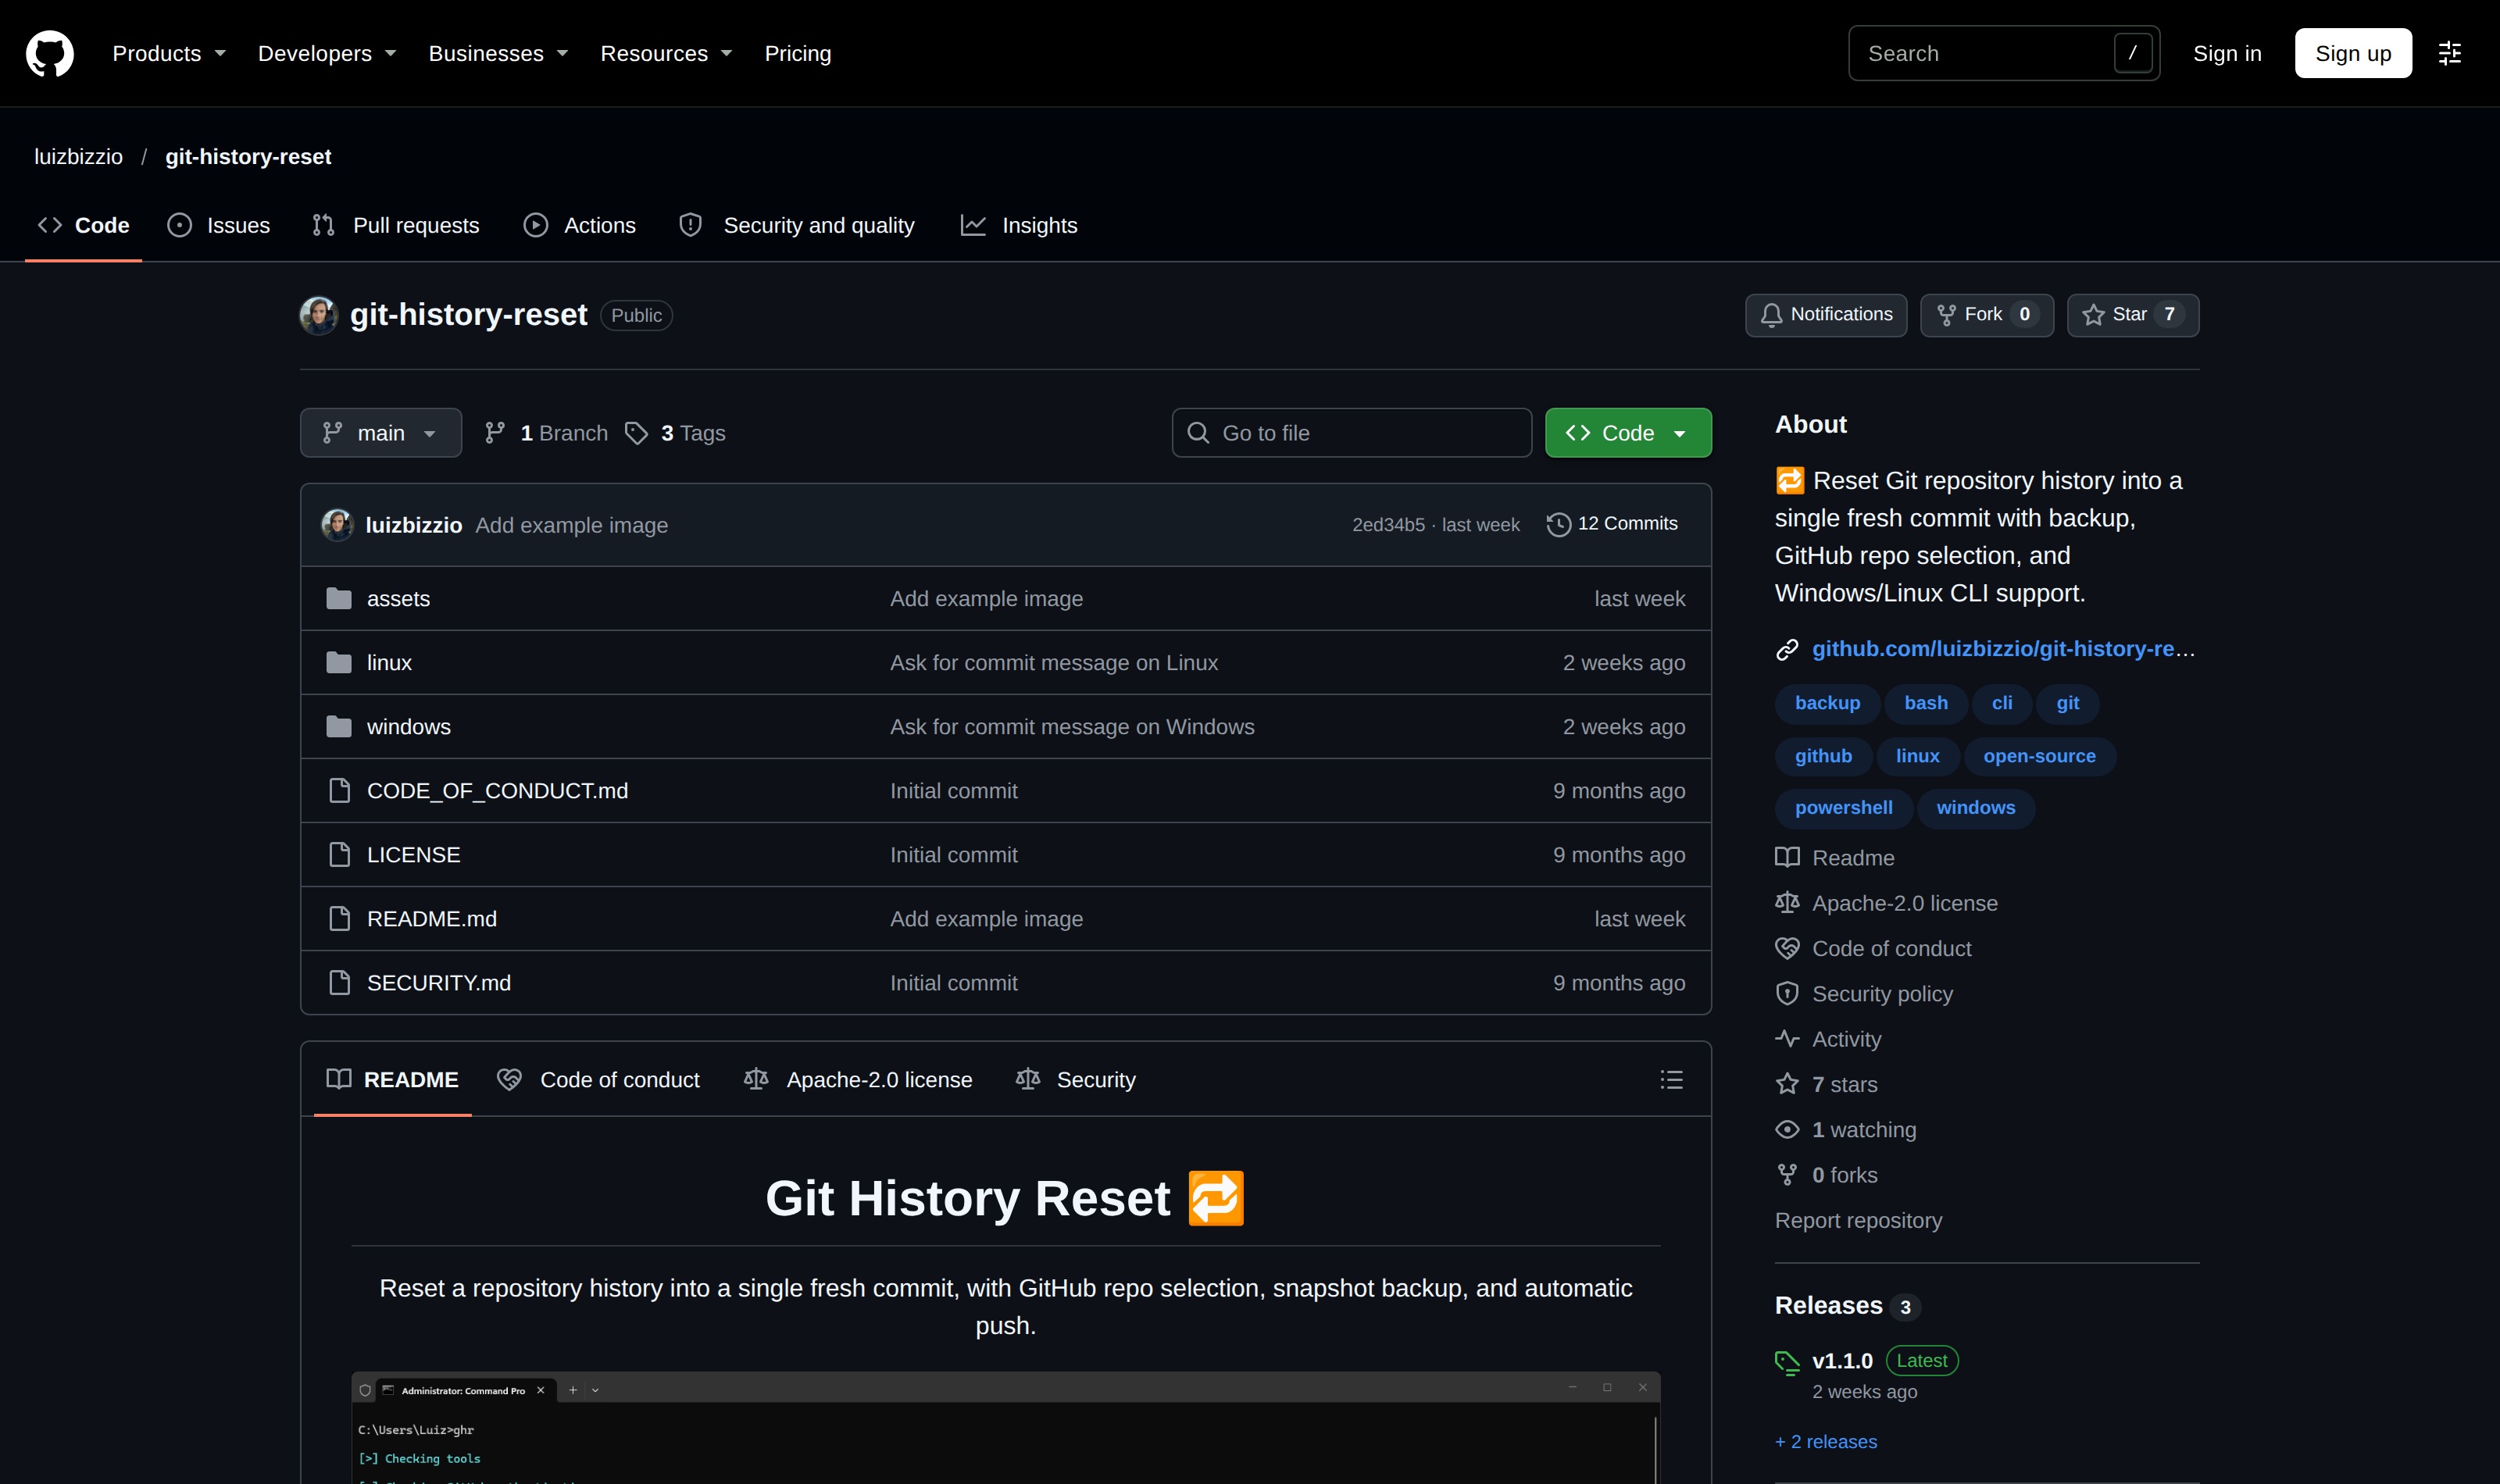 Products Developers Businesses Resources Pricing Search / Sign in Sign up
luizbizzio / git-history-reset
Code Issues Pull requests Actions Security and quality Insights
git-history-reset Public Notifications Fork 0 Star 7
main 1 Branch 3 Tags Go to file Code
luizbizzio Add example image 2ed34b5 · last week 12 Commits
assets Add example image last week
linux Ask for commit message on Linux 2 weeks ago
windows Ask for commit message on Windows 2 weeks ago
CODE_OF_CONDUCT.md Initial commit 9 months ago
LICENSE Initial commit 9 months ago
README.md Add example image last week
SECURITY.md Initial commit 9 months ago
README Code of conduct Apache-2.0 license Security
Git History Reset 🔁
Reset a repository history into a single fresh commit, with GitHub repo selection, snapshot backup, and automatic
push.
Administrator: Command Pro
C:\Users\Luiz>ghr
[>] Checking tools
About
🔁 Reset Git repository history into a
single fresh commit with backup,
GitHub repo selection, and
Windows/Linux CLI support.
github.com/luizbizzio/git-history-re…
backup bash cli git
github linux open-source
powershell windows
Readme
Apache-2.0 license
Code of conduct
Security policy
Activity
7 stars
1 watching
0 forks
Report repository
Releases 3
v1.1.0 Latest
2 weeks ago
+ 2 releases